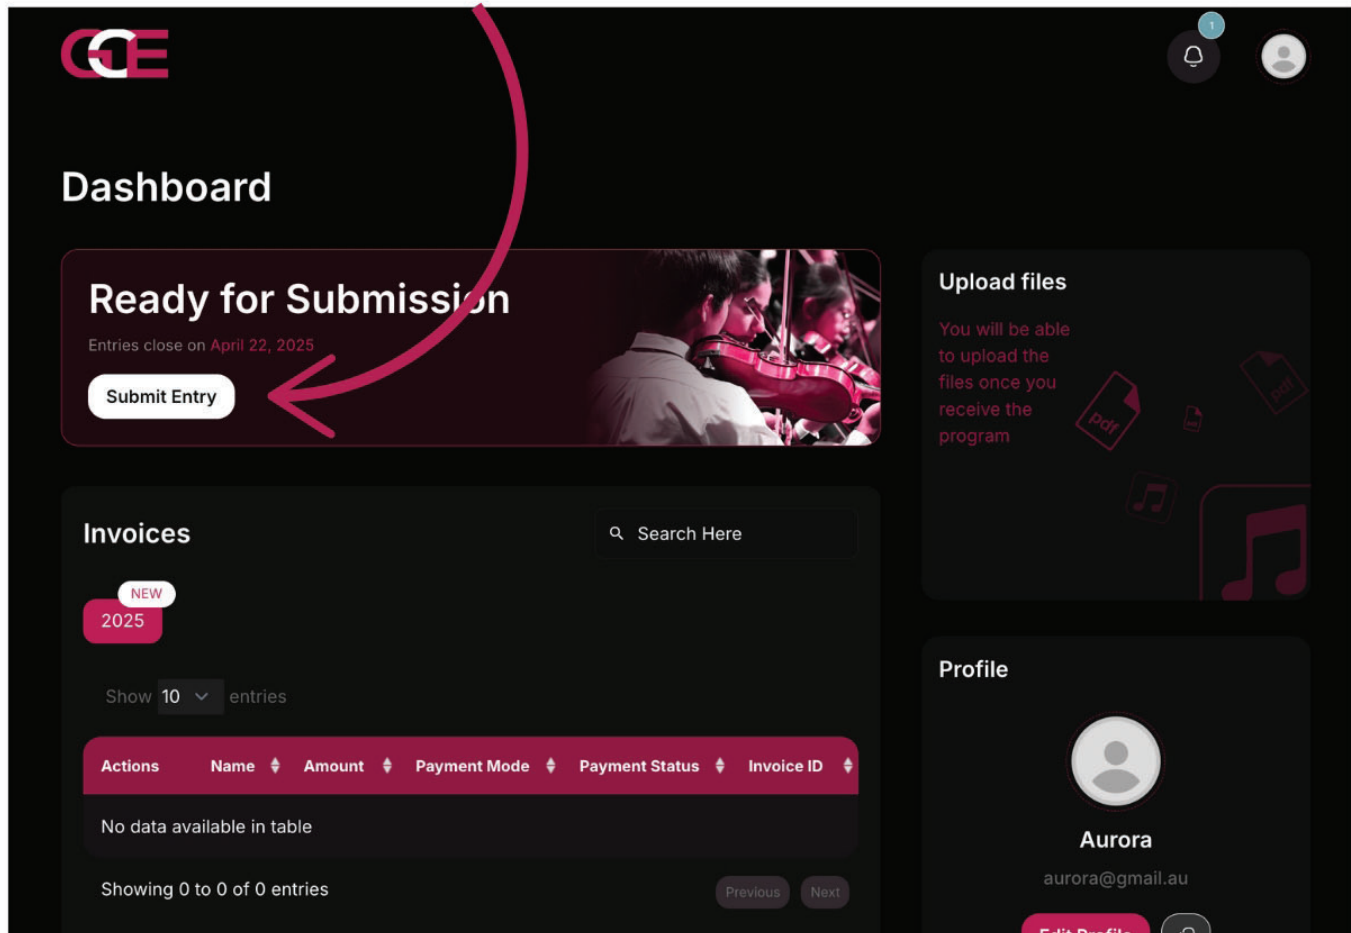 GCE
1
Dashboard
Ready for Submission
Entries close on April 22, 2025
Submit Entry
Upload files
You will be able
to upload the
files once you
receive the
program
pdf
pdf
pdf
Invoices
Search Here
NEW
2025
Show 10 entries
Actions Name Amount Payment Mode Payment Status Invoice ID
No data available in table
Showing 0 to 0 of 0 entries
Previous Next
Profile
Aurora
aurora@gmail.au
Edit Profile